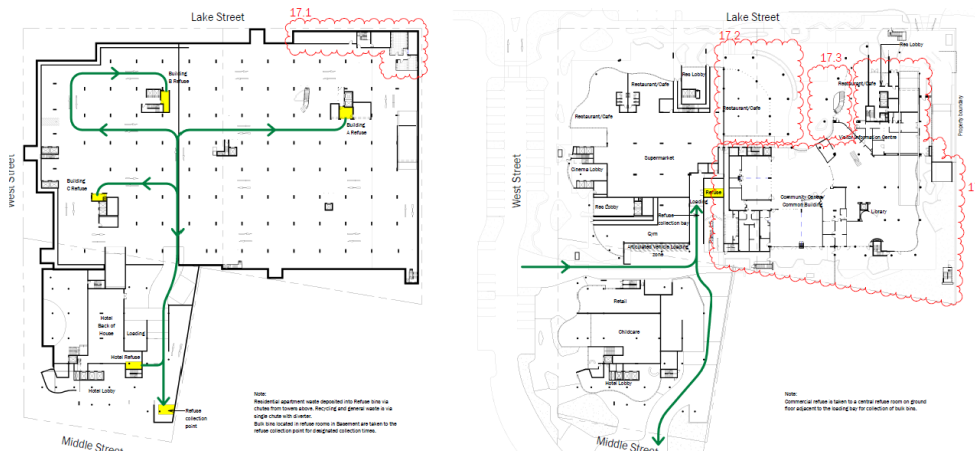 Lake Street
17.1
Building
B Refuse
Building
A Refuse
West Street
Building
C Refuse
Hotel
Back of
House
Loading
Hotel Refuse
Hotel Lobby
Refuse
collection
point
Note:
Residential apartment waste deposited into Refuse bins via
chutes from towers above. Recycling and general waste is via
single chute with diverter.
Bulk bins located in refuse rooms in Basement are taken to the
refuse collection point for designated collection times.
Middle Street
Lake Street
17.2
17.3
Res Lobby
Res Lobby
Restaurant/Cafe
Restaurant/Cafe
Restaurant/Cafe
Restaurant/Cafe
Property boundary
Visitor Information Centre
West Street
Supermarket
Cinema Lobby
Refuse
Loading
Community Centre/
Common Building
Library
Res Lobby
Refuse
collection bay
Gym
Articulated Vehicle Loading
zone
Retail
Childcare
Hotel Lobby
Note:
Commercial refuse is taken to a central refuse room on ground
floor adjacent to the loading bay for collection of bulk bins.
Middle Street